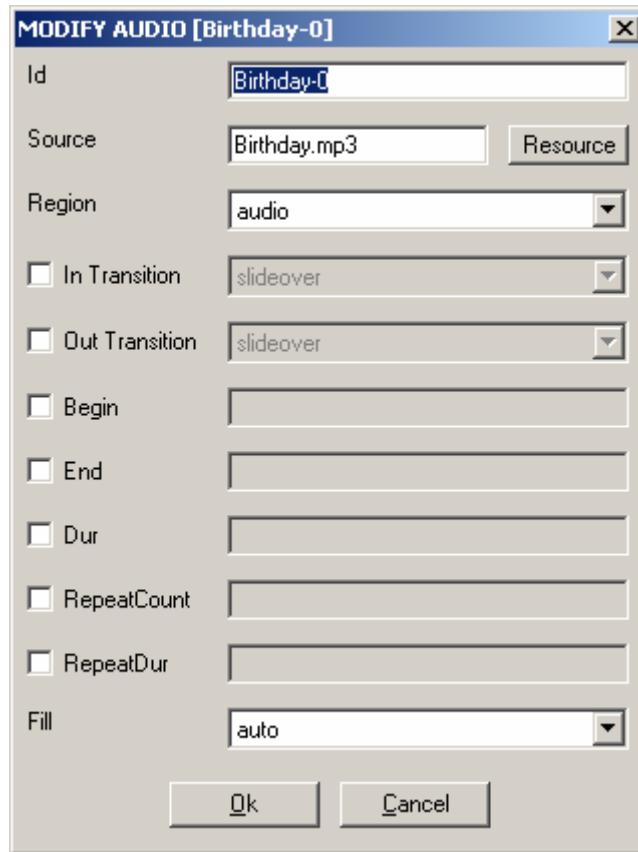 MODIFY AUDIO [Birthday-0]
Id Birthday-0
Source Birthday.mp3 Resource
Region audio
In Transition slideover
Out Transition slideover
Begin
End
Dur
RepeatCount
RepeatDur
Fill auto
Ok Cancel